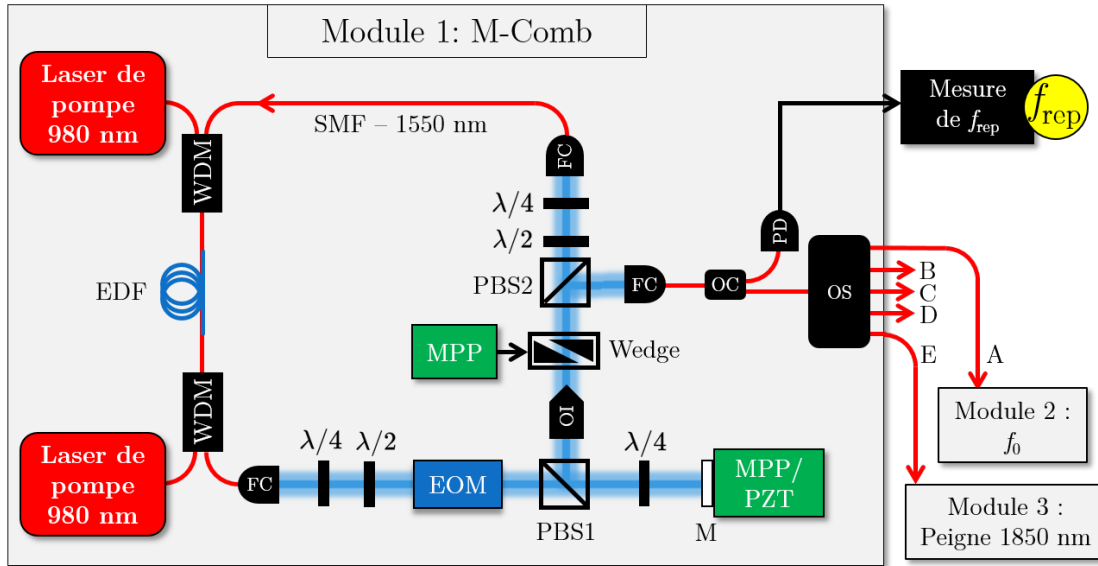 Module 1: M-Comb
Laser de
pompe
980 nm
SMF – 1550 nm
WDM
FC
λ/4
λ/2
PBS2
FC
OC
PD
Mesure
de f_rep
f_rep
OS
B
C
D
E
A
EDF
MPP
Wedge
OI
WDM
Laser de
pompe
980 nm
FC
λ/4
λ/2
EOM
PBS1
λ/4
M
MPP/
PZT
Module 2 :
f_0
Module 3 :
Peigne 1850 nm